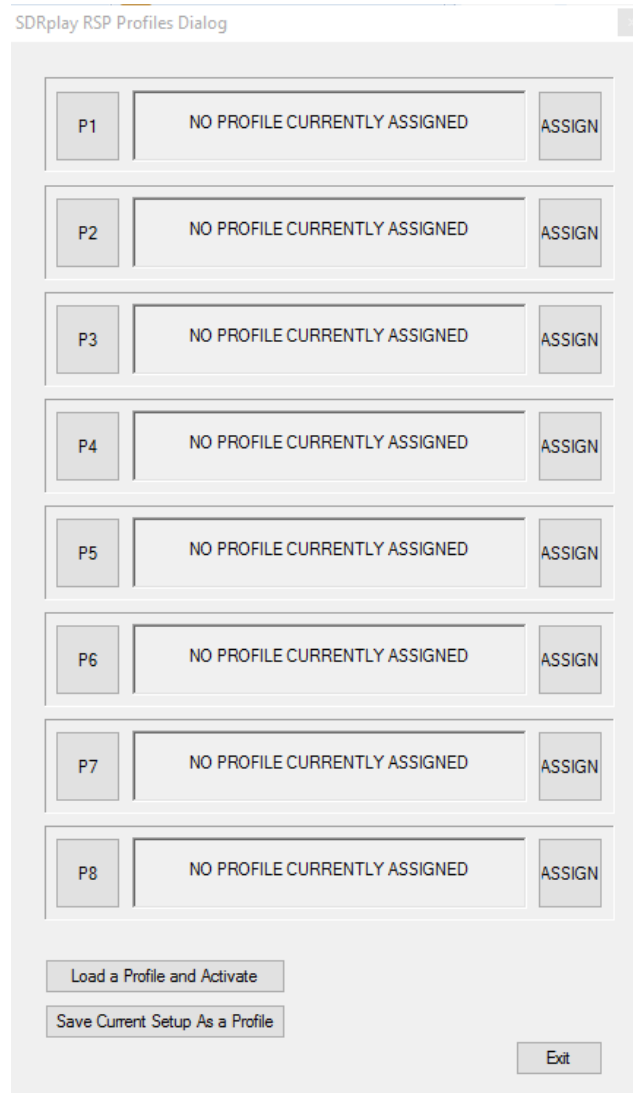 SDRplay RSP Profiles Dialog
P1 NO PROFILE CURRENTLY ASSIGNED ASSIGN
P2 NO PROFILE CURRENTLY ASSIGNED ASSIGN
P3 NO PROFILE CURRENTLY ASSIGNED ASSIGN
P4 NO PROFILE CURRENTLY ASSIGNED ASSIGN
P5 NO PROFILE CURRENTLY ASSIGNED ASSIGN
P6 NO PROFILE CURRENTLY ASSIGNED ASSIGN
P7 NO PROFILE CURRENTLY ASSIGNED ASSIGN
P8 NO PROFILE CURRENTLY ASSIGNED ASSIGN
Load a Profile and Activate
Save Current Setup As a Profile
Exit